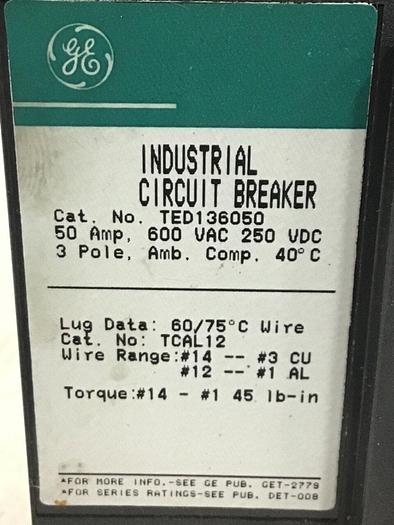 GE
INDUSTRIAL
CIRCUIT BREAKER
Cat. No. TED136050
50 Amp, 600 VAC 250 VDC
3 Pole, Amb. Comp. 40°C
Lug Data: 60/75°C Wire
Cat. No: TCAL12
Wire Range:#14 -- #3 CU
#12 -- #1 AL
Torque:#14 - #1 45 lb-in
*FOR MORE INFO.-SEE GE PUB. GET-2779
*FOR SERIES RATINGS-SEE PUB. DET-008